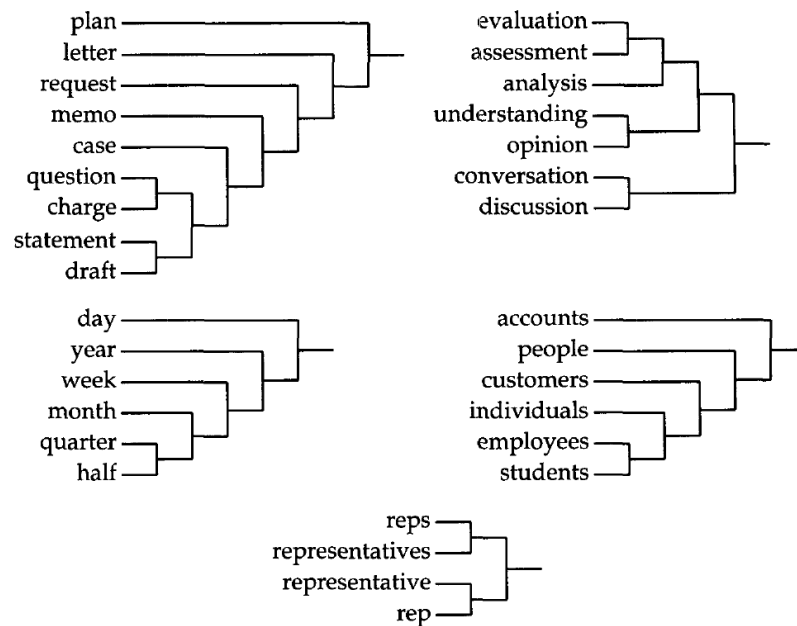 plan
letter
request
memo
case
question
charge
statement
draft
evaluation
assessment
analysis
understanding
opinion
conversation
discussion
day
year
week
month
quarter
half
accounts
people
customers
individuals
employees
students
reps
representatives
representative
rep